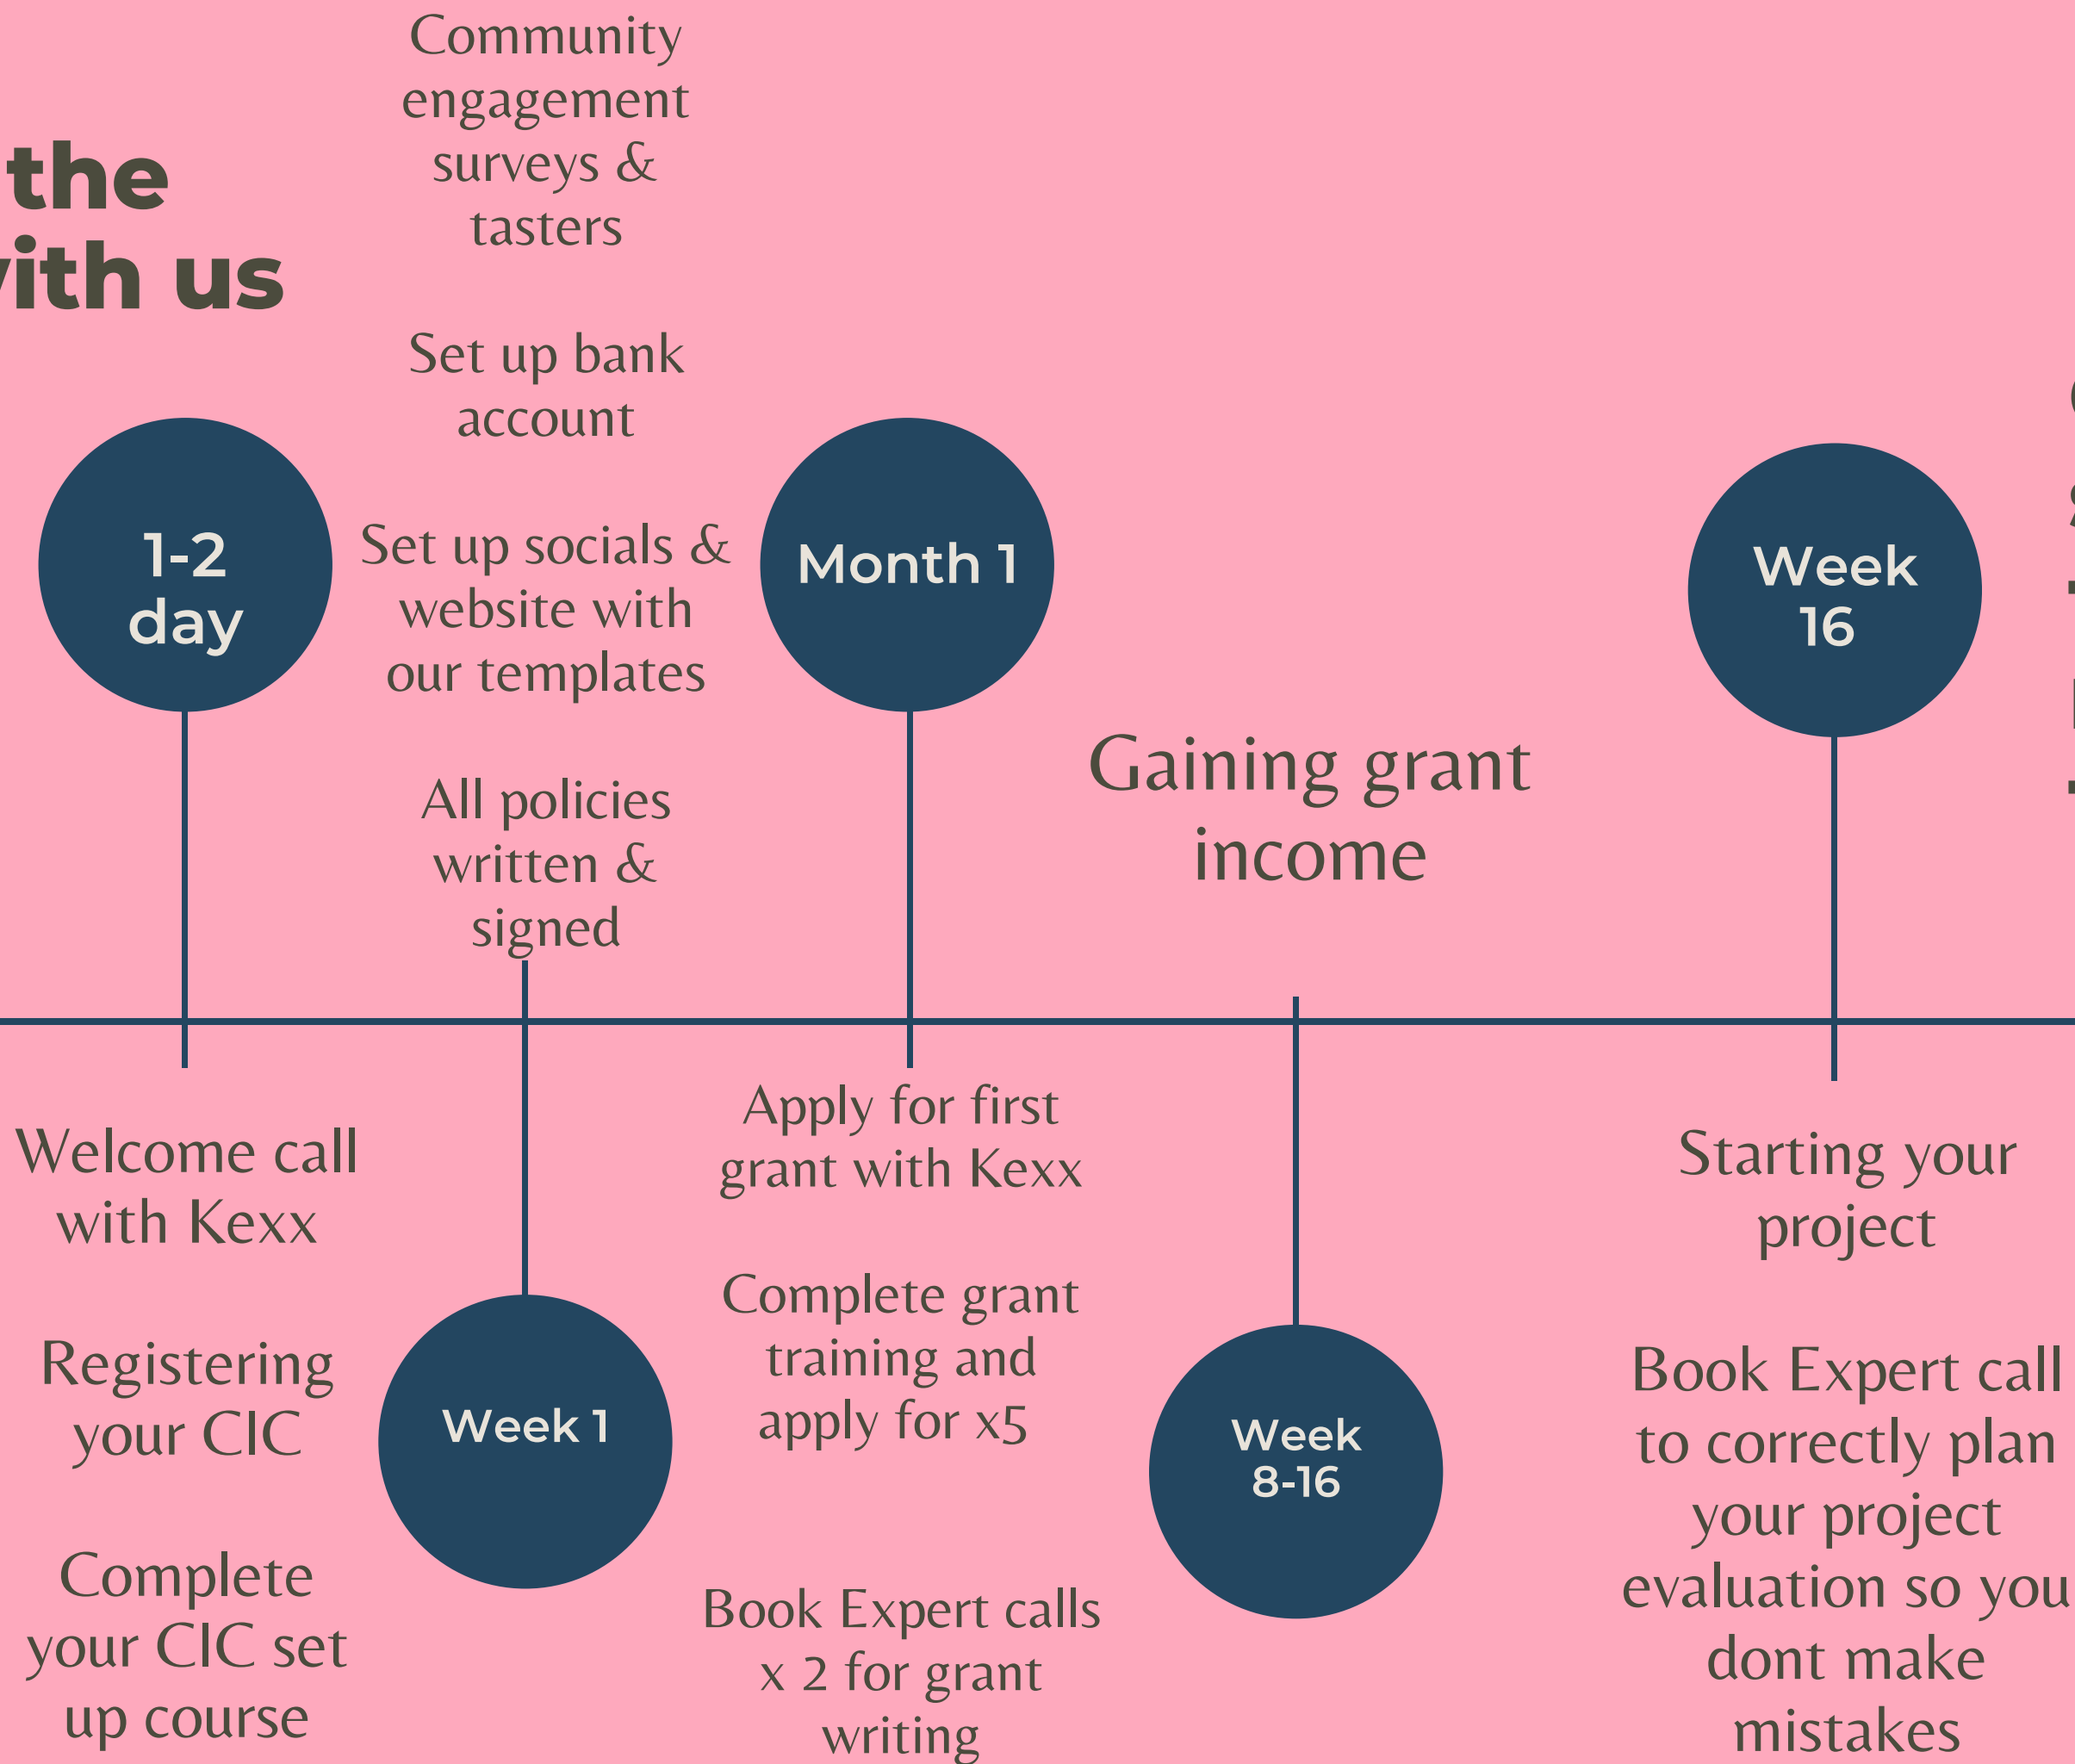 the
with us
1-2
day
Welcome call
with Kexx
Registering
your CIC
Complete
your CIC set
up course
Community
engagement
surveys &
tasters
Set up bank
account
Set up socials &
website with
our templates
All policies
written &
signed
Week 1
Month 1
Apply for first
grant with Kexx
Complete grant
training and
apply for x5
Book Expert calls
x 2 for grant
writing
Gaining grant
income
Week
8-16
Week
16
Starting your
project
Book Expert call
to correctly plan
your project
evaluation so you
dont make
mistakes